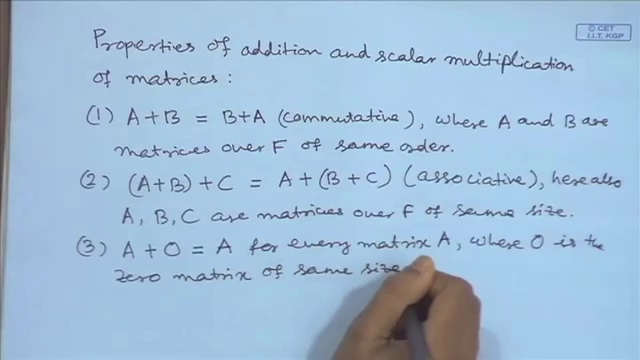 © CET
I.I.T. KGP
Properties of addition and scalar multiplication
of matrices :
(1) A+B = B+A (commutative), where A and B are
matrices over F of same order.
(2) (A+B)+C = A+(B+C) (associative), here also
A, B, C are matrices over F of same size.
(3) A+O = A for every matrix A, where O is the
zero matrix of same size